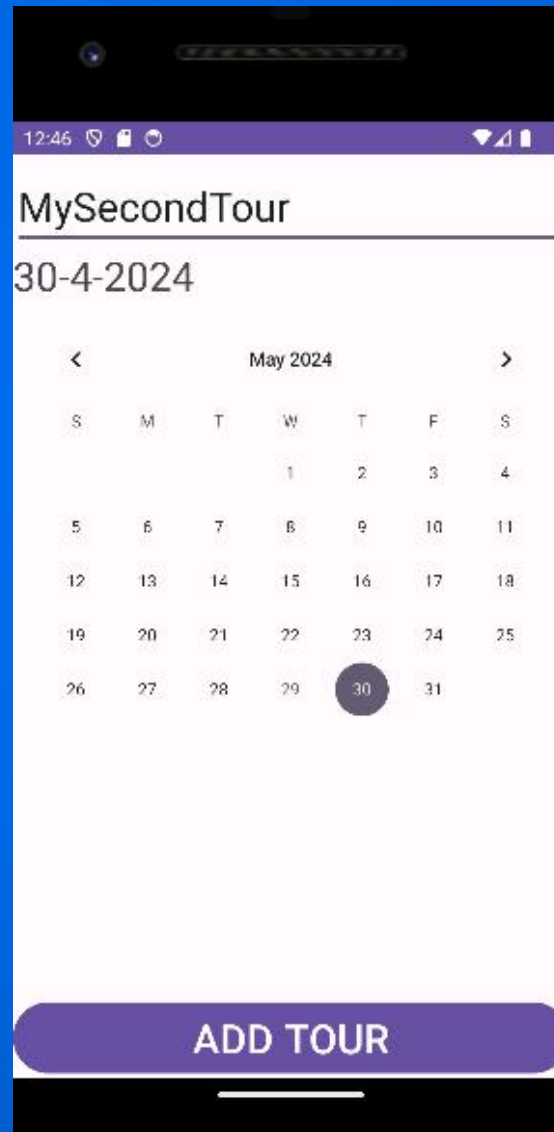 12:46
MySecondTour
30-4-2024
< May 2024 >
S M T W T F S
1 2 3 4
5 6 7 8 9 10 11
12 13 14 15 16 17 18
19 20 21 22 23 24 25
26 27 28 29 30 31
ADD TOUR